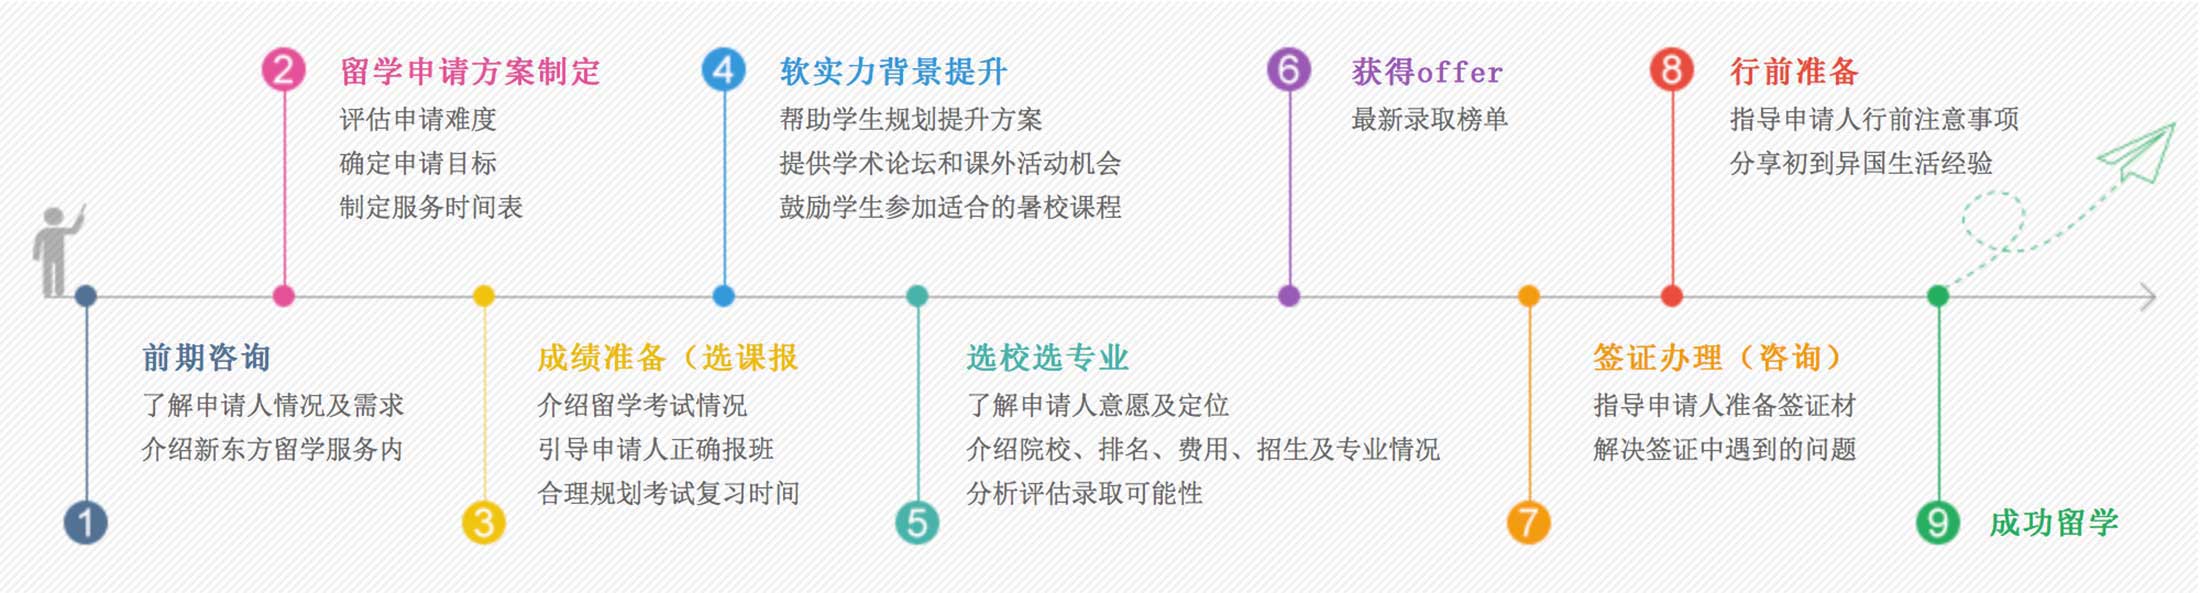 1
前期咨询
了解申请人情况及需求
介绍新东方留学服务内
2
留学申请方案制定
评估申请难度
确定申请目标
制定服务时间表
3
成绩准备（选课报
介绍留学考试情况
引导申请人正确报班
合理规划考试复习时间
4
软实力背景提升
帮助学生规划提升方案
提供学术论坛和课外活动机会
鼓励学生参加适合的暑校课程
5
选校选专业
了解申请人意愿及定位
介绍院校、排名、费用、招生及专业情况
分析评估录取可能性
6
获得offer
最新录取榜单
7
签证办理（咨询）
指导申请人准备签证材
解决签证中遇到的问题
8
行前准备
指导申请人行前注意事项
分享初到异国生活经验
9
成功留学